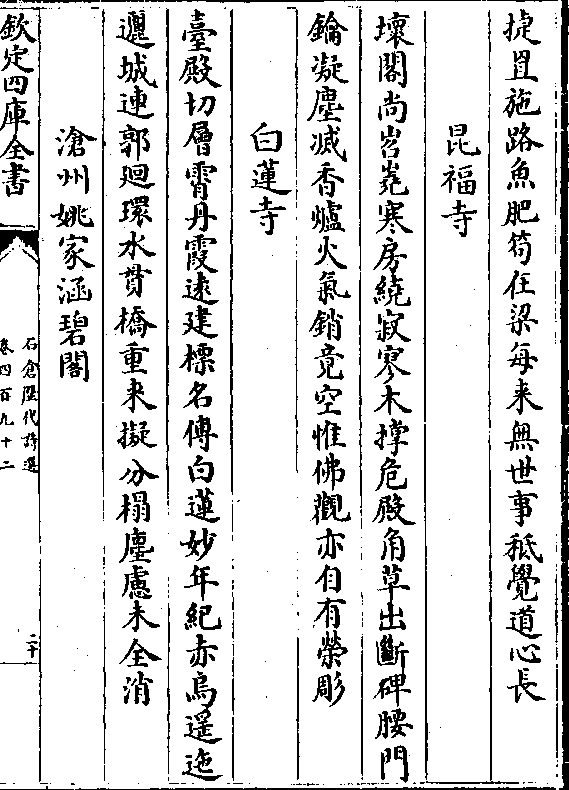 捷且施路魚肥笱在梁每来無世事秪覺道心長
昆福寺
壞閣尚岧嶤寒房繞寂寥木撐危殿角草出斷碑腰門
鑰凝塵滅香爐火氣銷竟空惟佛觀亦自有榮彫
白蓮寺
臺殿切層霄丹霞逺建標名傳白蓮妙年紀赤烏遥迤
邐城連郭廻環水貫橋重来擬分榻塵慮未全消
滄州姚家涵碧閣
欽定四庫全書
石倉歴代詩選
卷四百九十二
二十